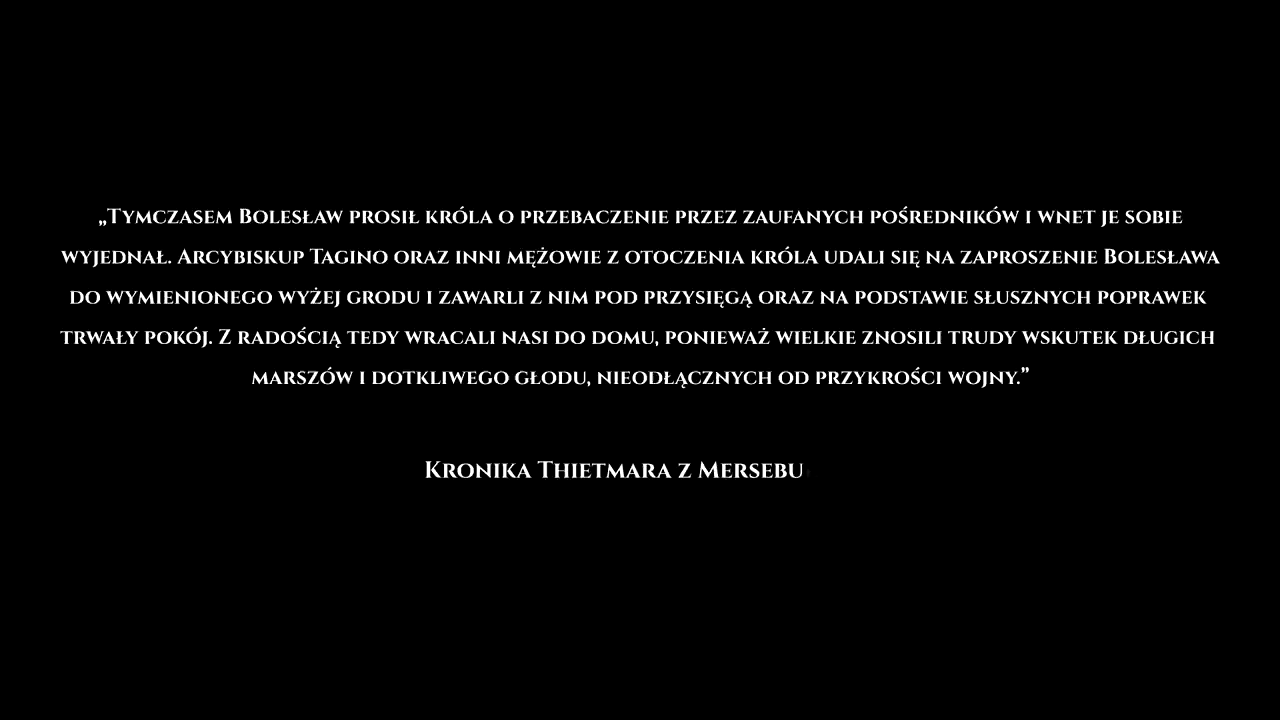 „Tymczasem Bolesław prosił króla o przebaczenie przez zaufanych pośredników i wnet je sobie
wyjednał. Arcybiskup Tagino oraz inni mężowie z otoczenia króla udali się na zaproszenie Bolesława
do wymienionego wyżej grodu i zawarli z nim pod przysięgą oraz na podstawie słusznych poprawek
trwały pokój. Z radością tedy wracali nasi do domu, ponieważ wielkie znosili trudy wskutek długich
marszów i dotkliwego głodu, nieodłącznych od przykrości wojny.”
Kronika Thietmara z Mersebu